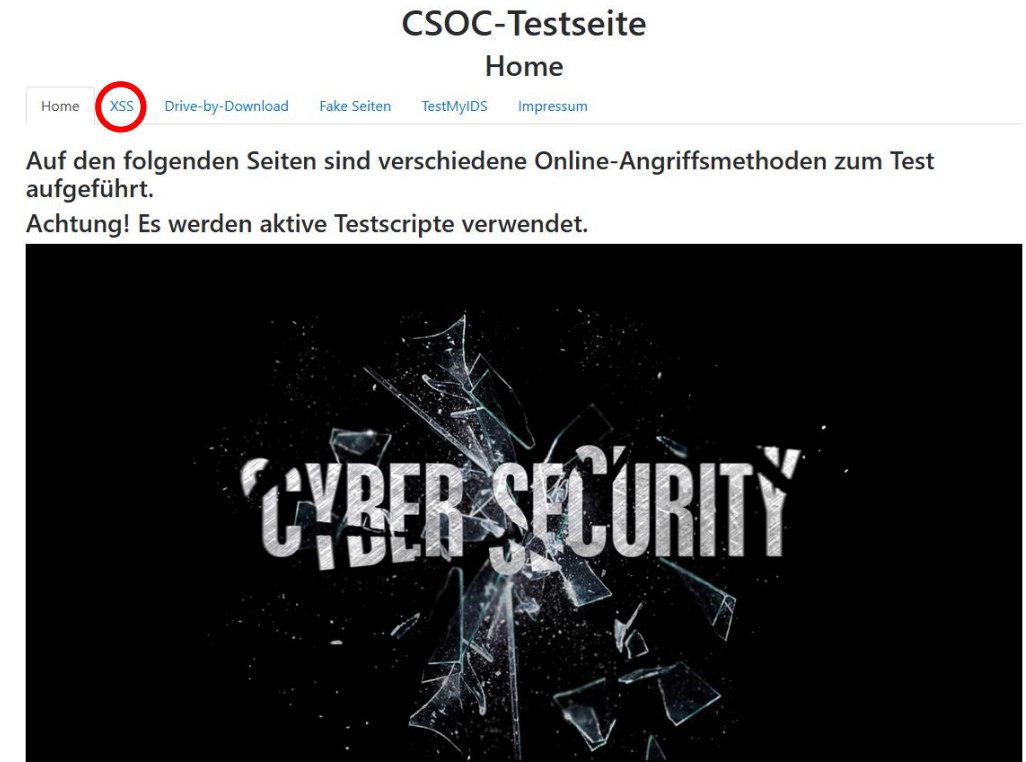 CSOC-Testseite
Home
Home XSS Drive-by-Download Fake Seiten TestMyIDS Impressum
Auf den folgenden Seiten sind verschiedene Online-Angriffsmethoden zum Test
aufgeführt.
Achtung! Es werden aktive Testscripte verwendet.
CYBER SECURITY